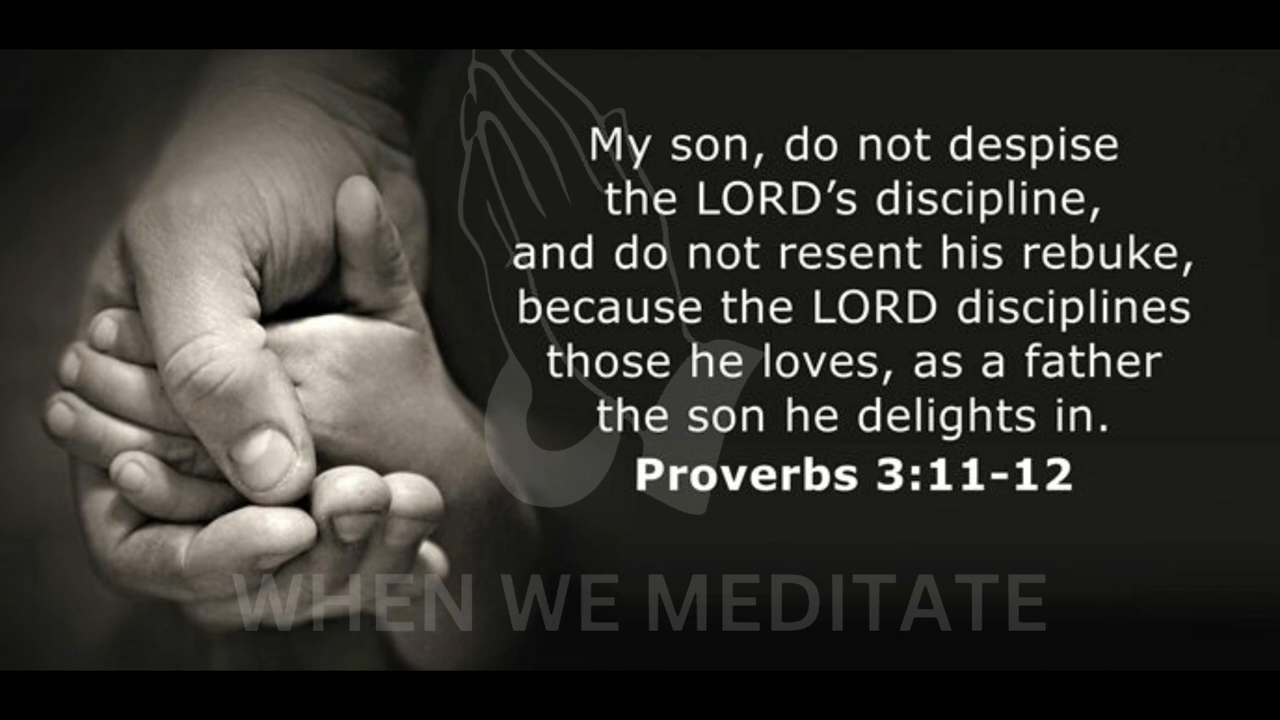 My son, do not despise
the LORD’s discipline,
and do not resent his rebuke,
because the LORD disciplines
those he loves, as a father
the son he delights in.
Proverbs 3:11-12
WHEN WE MEDITATE